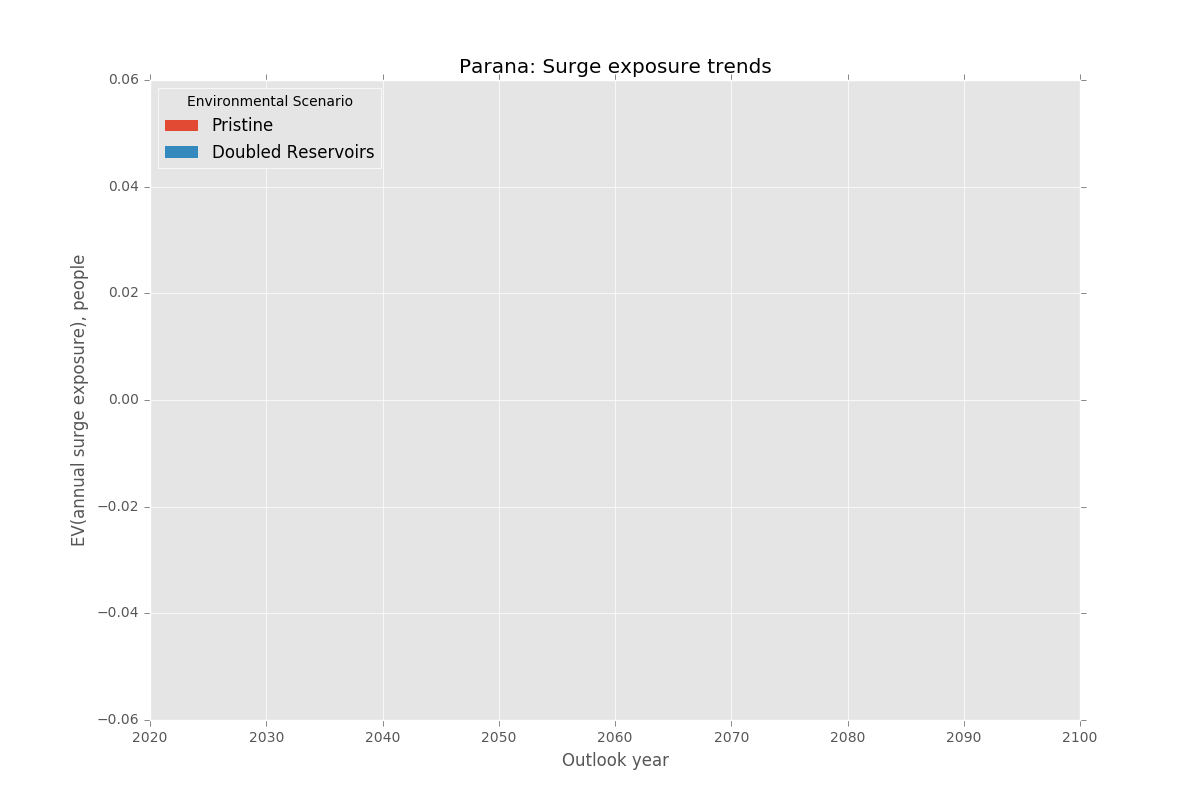 Parana: Surge exposure trends
Environmental Scenario
Pristine
Doubled Reservoirs
EV(annual surge exposure), people
0.06
0.04
0.02
0.00
−0.02
−0.04
−0.06
2020 2030 2040 2050 2060 2070 2080 2090 2100
Outlook year